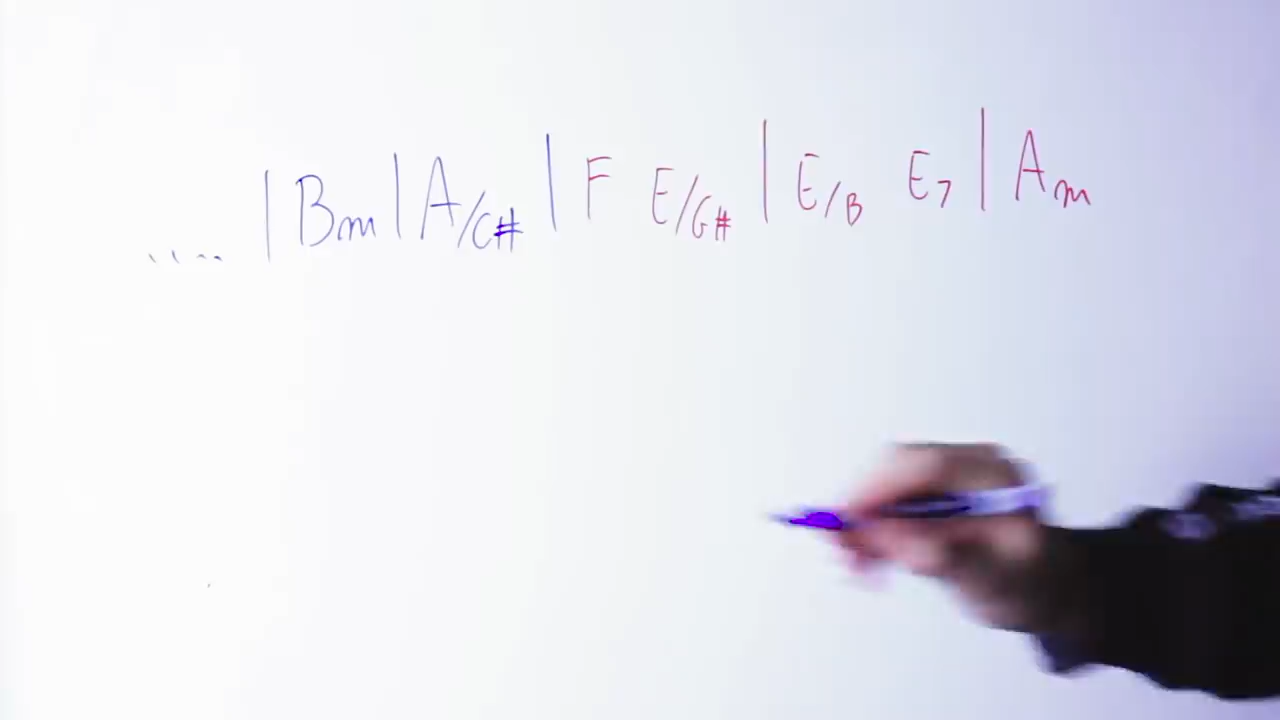 .... | Bm | A/C# | F E/G# | E/B E7 | Am